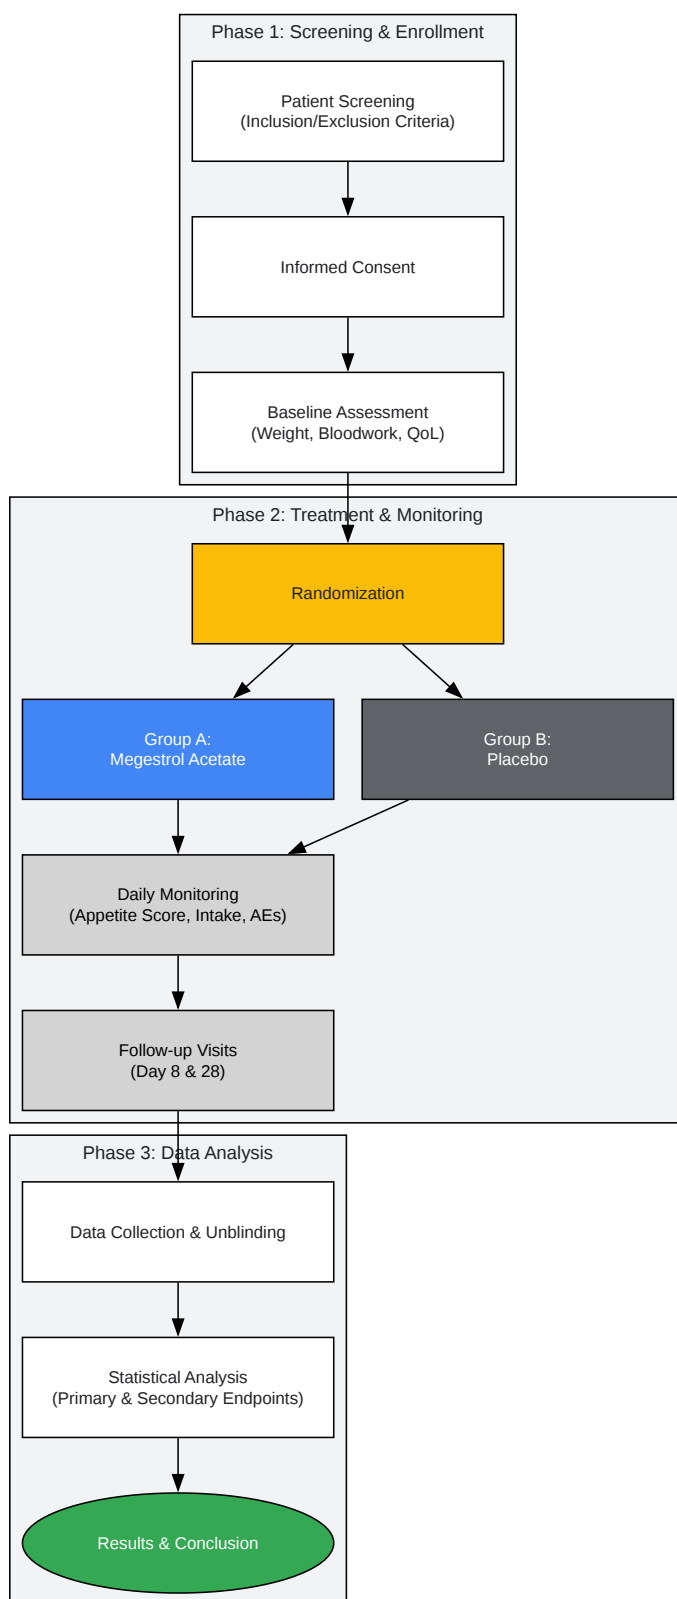 Phase 1: Screening & Enrollment
Patient Screening
(Inclusion/Exclusion Criteria)
Informed Consent
Baseline Assessment
(Weight, Bloodwork, QoL)
Phase 2: Treatment & Monitoring
Randomization
Group A:
Megestrol Acetate
Group B:
Placebo
Daily Monitoring
(Appetite Score, Intake, AEs)
Follow-up Visits
(Day 8 & 28)
Phase 3: Data Analysis
Data Collection & Unblinding
Statistical Analysis
(Primary & Secondary Endpoints)
Results & Conclusion